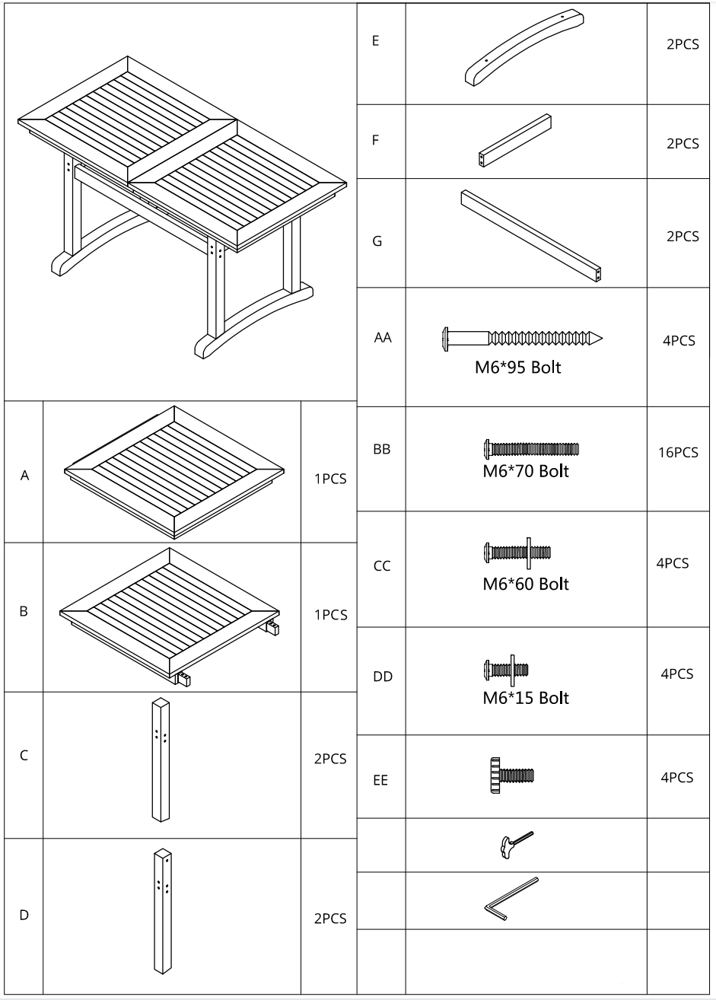 E
2PCS
F
2PCS
G
2PCS
AA
M6*95 Bolt
4PCS
BB
M6*70 Bolt
16PCS
CC
M6*60 Bolt
4PCS
DD
M6*15 Bolt
4PCS
EE
4PCS
A
1PCS
B
1PCS
C
2PCS
D
2PCS